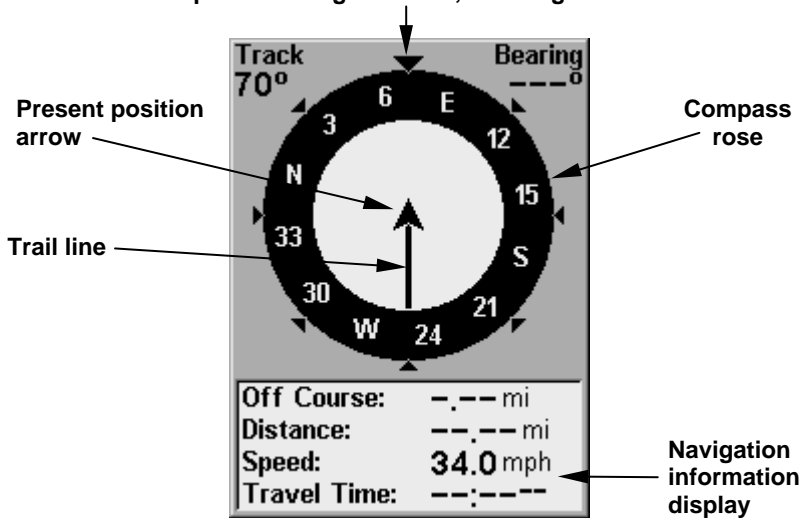 Track
70º
Bearing
---º
Present position
arrow
Compass
rose
Trail line
N
3
6
E
12
15
S
21
24
W
30
33
Off Course: -.-- mi
Distance: --.-- mi
Speed: 34.0 mph
Travel Time: --:----
Navigation
information
display